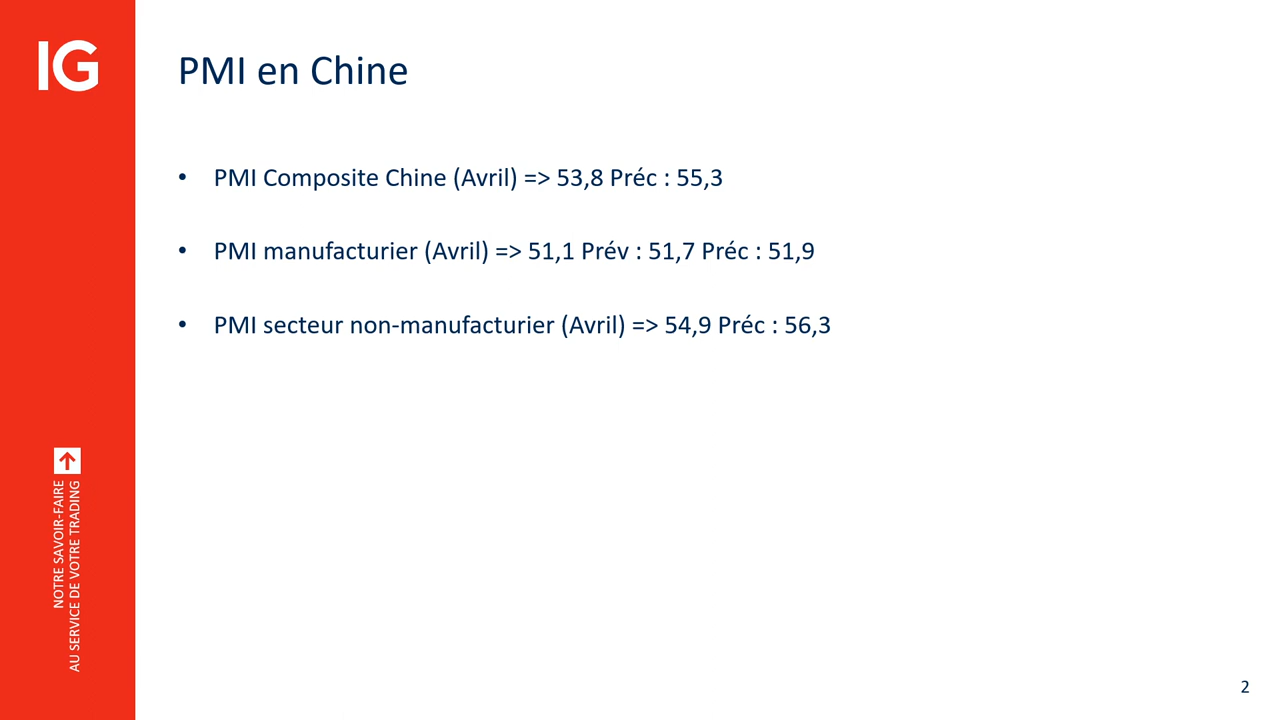 IG
PMI en Chine
• PMI Composite Chine (Avril) => 53,8 Préc : 55,3
• PMI manufacturier (Avril) => 51,1 Prév : 51,7 Préc : 51,9
• PMI secteur non-manufacturier (Avril) => 54,9 Préc : 56,3
NOTRE SAVOIR-FAIRE
AU SERVICE DE VOTRE TRADING
2